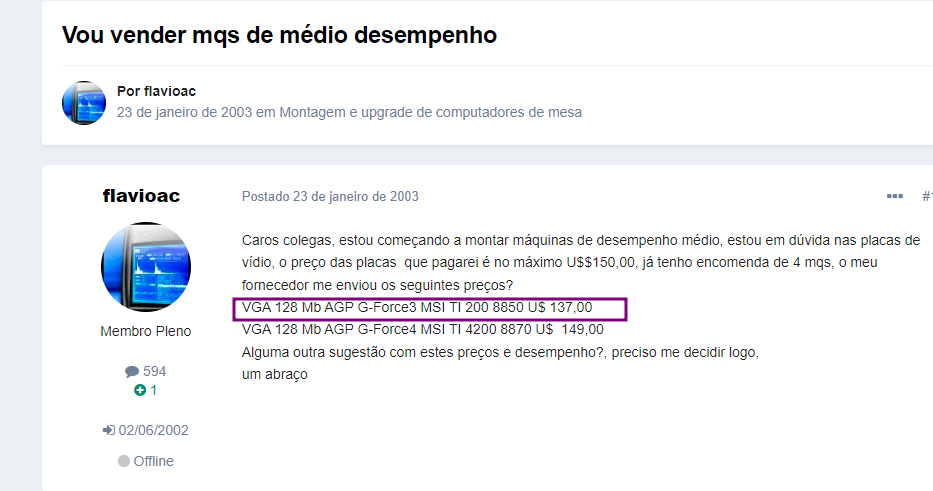 Vou vender mqs de médio desempenho
Por flavioac
23 de janeiro de 2003 em Montagem e upgrade de computadores de mesa
flavioac
Postado 23 de janeiro de 2003
Caros colegas, estou começando a montar máquinas de desempenho médio, estou em dúvida nas placas de
vídio, o preço das placas que pagarei é no máximo U$$150,00, já tenho encomenda de 4 mqs, o meu
fornecedor me enviou os seguintes preços?
VGA 128 Mb AGP G-Force3 MSI TI 200 8850 U$ 137,00
VGA 128 Mb AGP G-Force4 MSI TI 4200 8870 U$ 149,00
Alguma outra sugestão com estes preços e desempenho?, preciso me decidir logo,
um abraço
Membro Pleno
594
1
02/06/2002
Offline